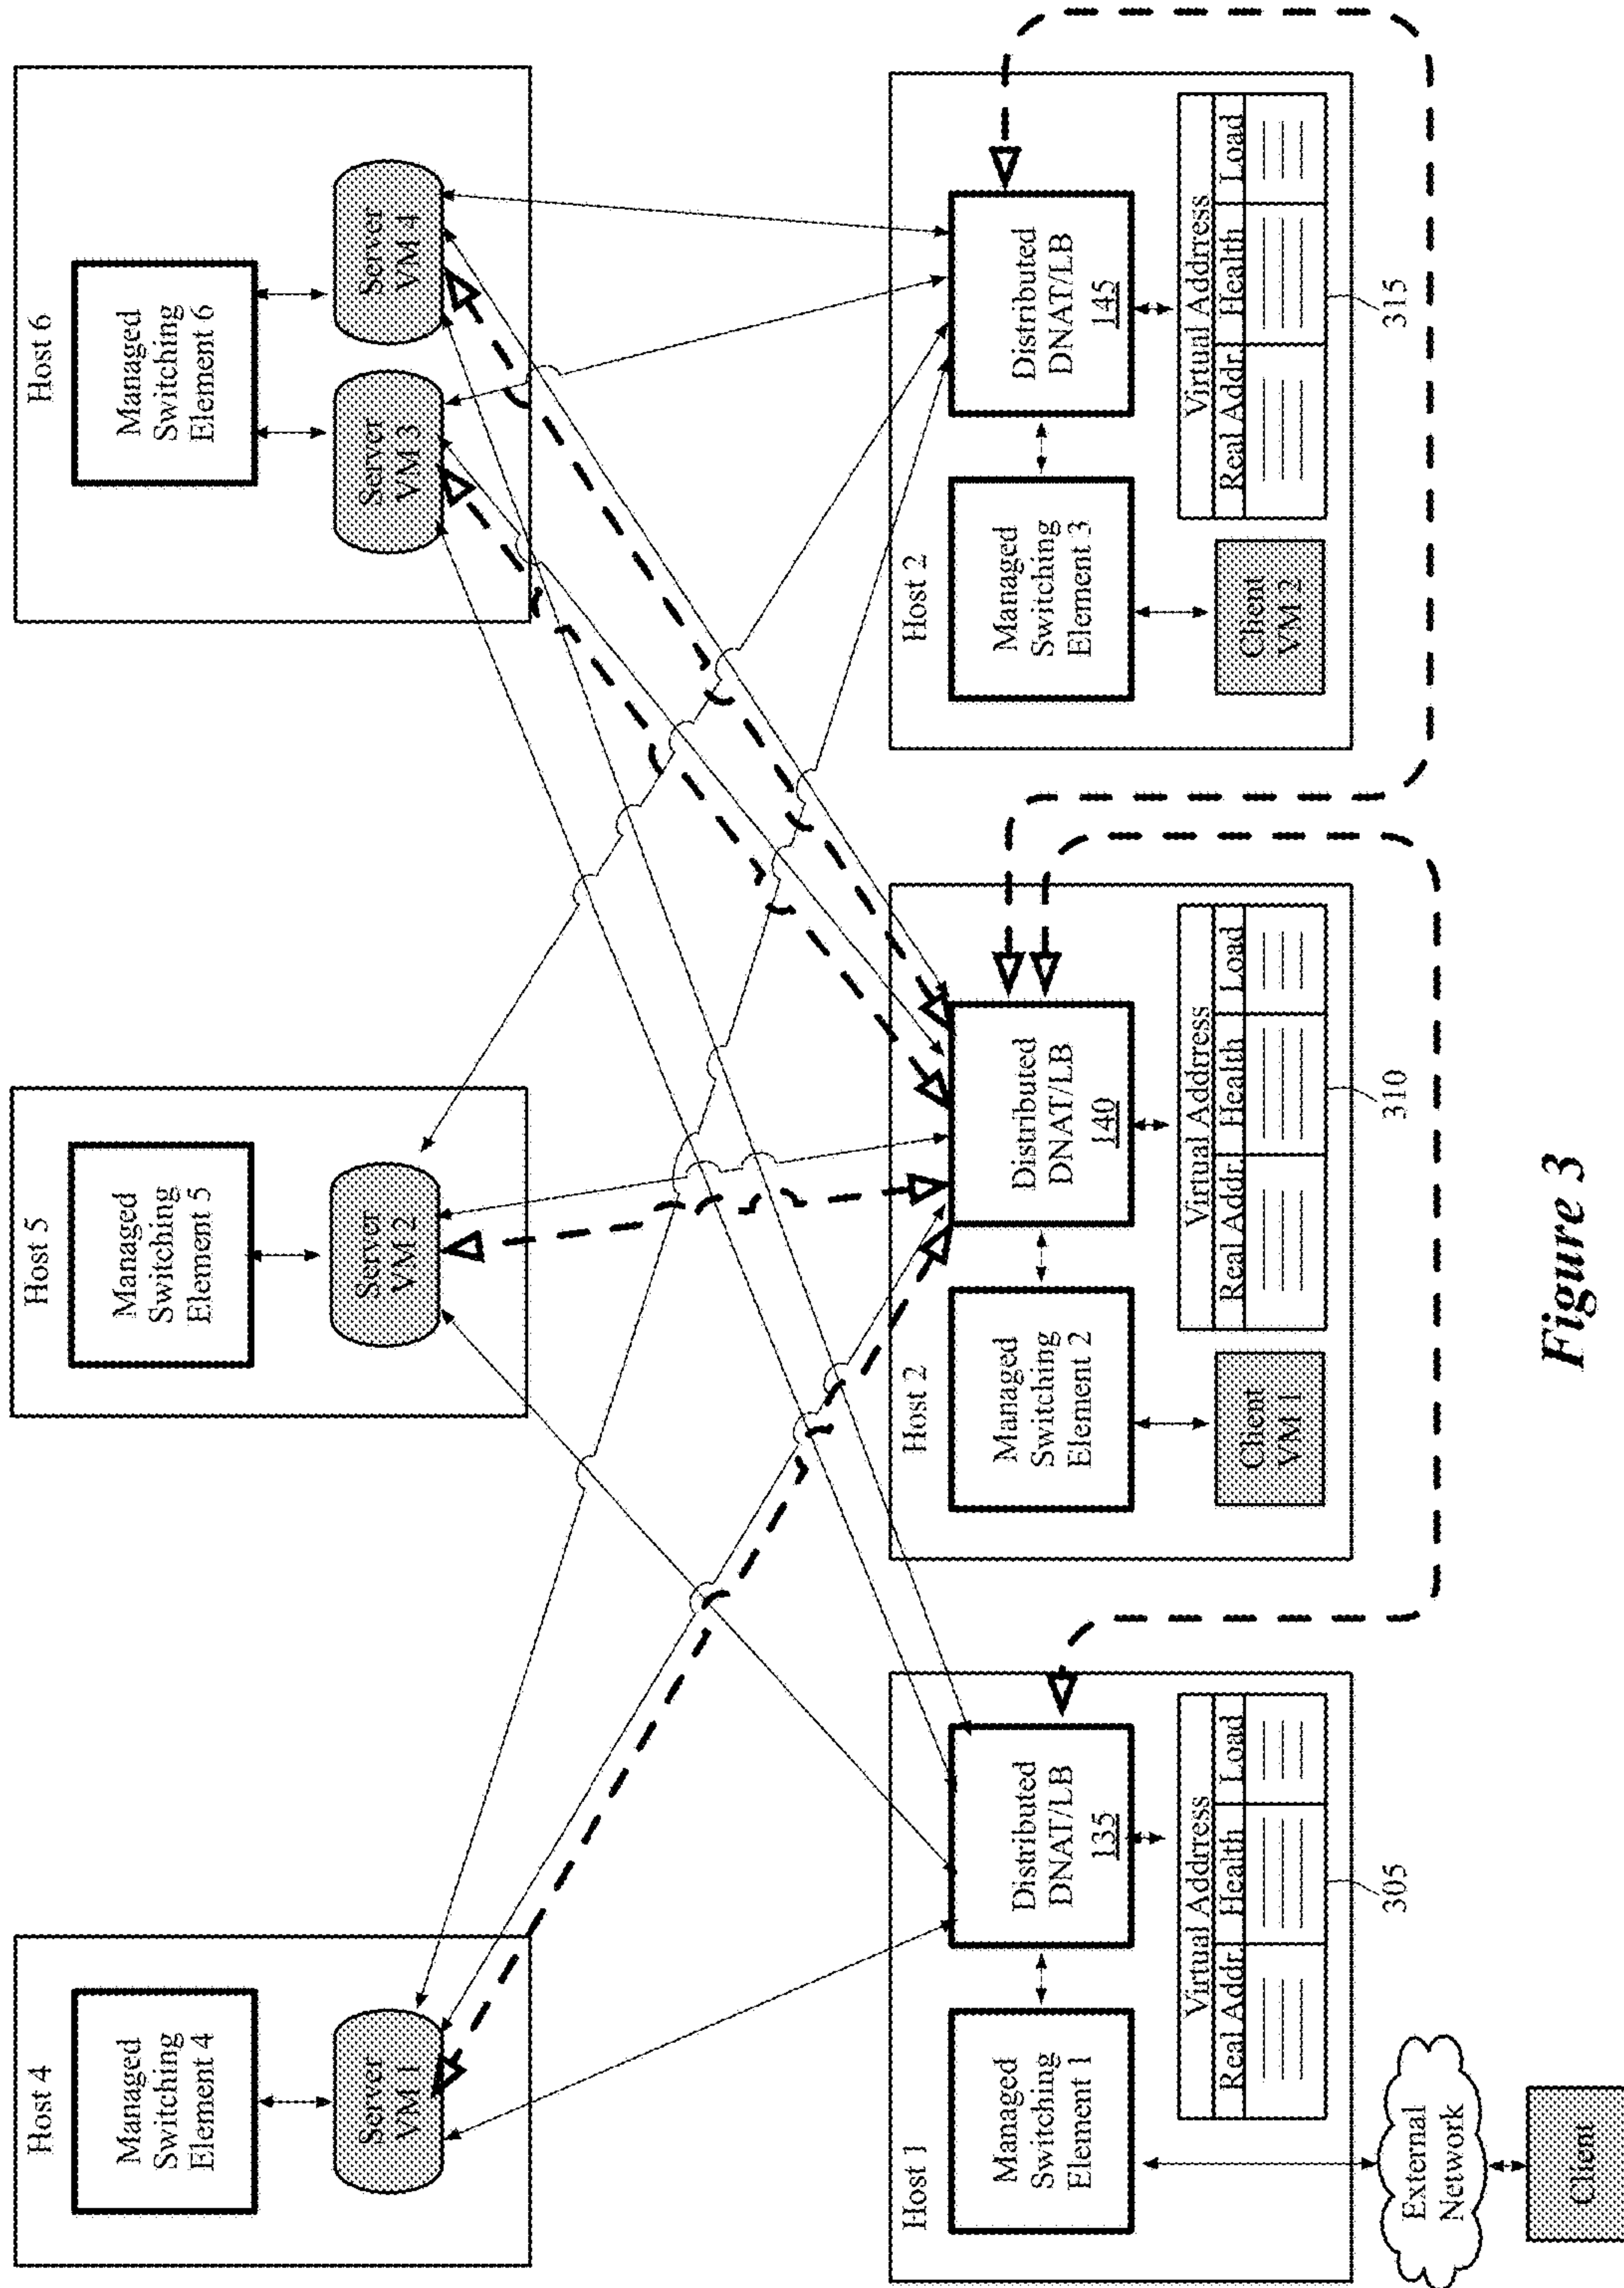 Host 4
Managed
Switching
Element 4
Server
VM 1
Host 5
Managed
Switching
Element 5
Server
VM 2
Host 6
Managed
Switching
Element 6
Server
VM 3
Server
VM 4
Host 1
Managed
Switching
Element 1
Distributed
DNAT/LB
135
Virtual Address
Real Addr. Health Load
305
External
Network
Client
Host 2
Managed
Switching
Element 2
Distributed
DNAT/LB
140
Client
VM 1
Virtual Address
Real Addr. Health Load
310
Host 2
Managed
Switching
Element 3
Distributed
DNAT/LB
145
Client
VM 2
Virtual Address
Real Addr. Health Load
315
Figure 3